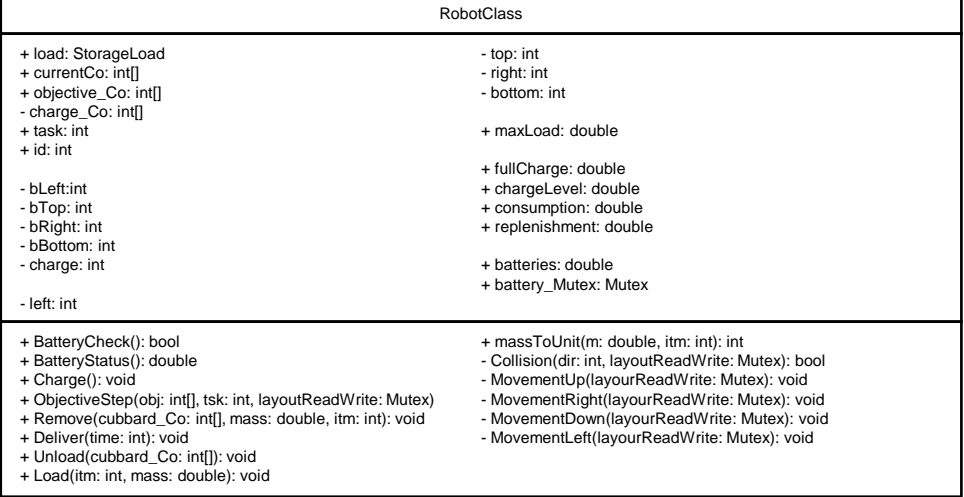 RobotClass
+ load: StorageLoad
+ currentCo: int[]
+ objective_Co: int[]
- charge_Co: int[]
+ task: int
+ id: int
- bLeft:int
- bTop: int
- bRight: int
- bBottom: int
- charge: int
- left: int
- top: int
- right: int
- bottom: int
+ maxLoad: double
+ fullCharge: double
+ chargeLevel: double
+ consumption: double
+ replenishment: double
+ batteries: double
+ battery_Mutex: Mutex
+ BatteryCheck(): bool
+ BatteryStatus(): double
+ Charge(): void
+ ObjectiveStep(obj: int[], tsk: int, layoutReadWrite: Mutex)
+ Remove(cubbard_Co: int[], mass: double, itm: int): void
+ Deliver(time: int): void
+ Unload(cubbard_Co: int[]): void
+ Load(itm: int, mass: double): void
+ massToUnit(m: double, itm: int): int
- Collision(dir: int, layoutReadWrite: Mutex): bool
- MovementUp(layourReadWrite: Mutex): void
- MovementRight(layourReadWrite: Mutex): void
- MovementDown(layourReadWrite: Mutex): void
- MovementLeft(layourReadWrite: Mutex): void